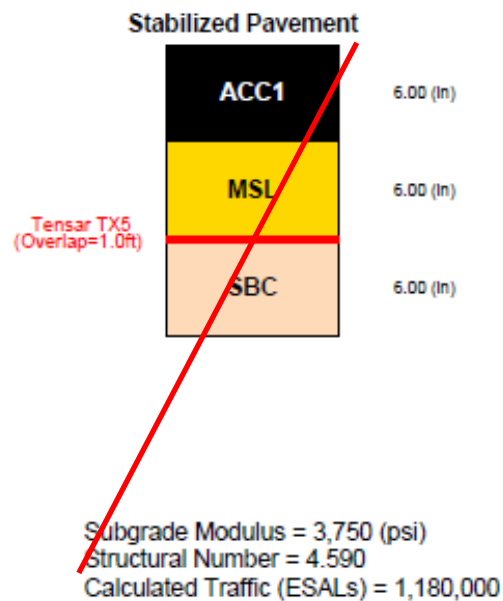 Stabilized Pavement
ACC1 6.00 (in)
MSL 6.00 (in)
Tensar TX5
(Overlap=1.0ft)
SBC 6.00 (in)
Subgrade Modulus = 3,750 (psi)
Structural Number = 4.590
Calculated Traffic (ESALs) = 1,180,000